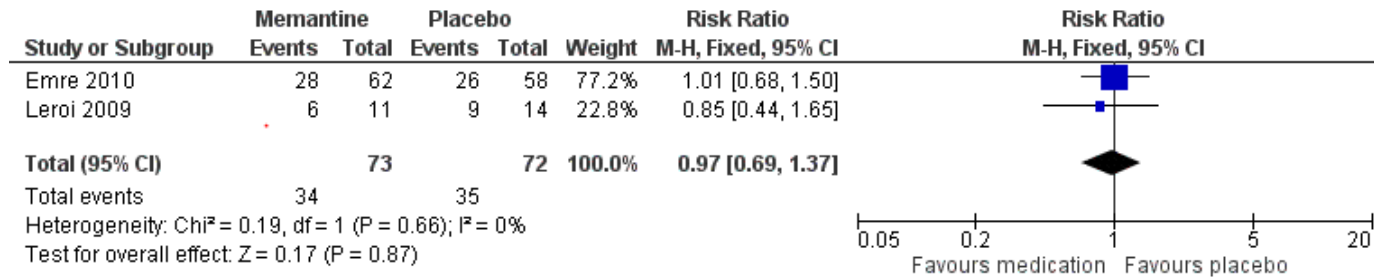 Memantine Placebo Risk Ratio Risk Ratio
Study or Subgroup Events Total Events Total Weight M-H, Fixed, 95% CI M-H, Fixed, 95% CI
Emre 2010 28 62 26 58 77.2% 1.01 [0.68, 1.50]
Leroi 2009 6 11 9 14 22.8% 0.85 [0.44, 1.65]
Total (95% CI) 73 72 100.0% 0.97 [0.69, 1.37]
Total events 34 35
Heterogeneity: Chi² = 0.19, df = 1 (P = 0.66); I² = 0%
Test for overall effect: Z = 0.17 (P = 0.87)
0.05 0.2 1 5 20
Favours medication Favours placebo